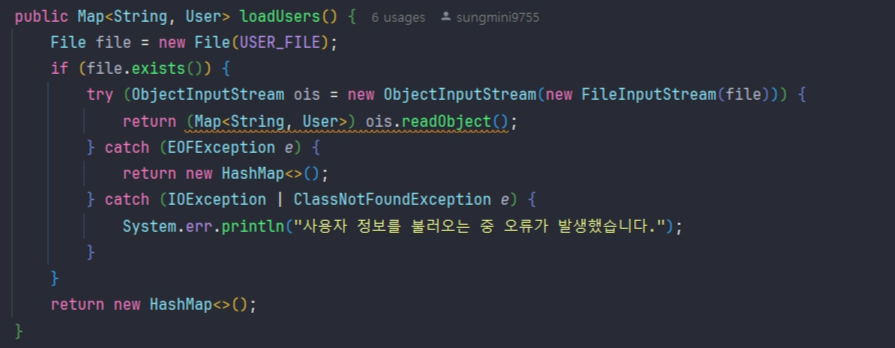 public Map<String, User> loadUsers() { 6 usages sungmini9755
File file = new File(USER_FILE);
if (file.exists()) {
try (ObjectInputStream ois = new ObjectInputStream(new FileInputStream(file))) {
return (Map<String, User>) ois.readObject();
} catch (EOFException e) {
return new HashMap<>();
} catch (IOException | ClassNotFoundException e) {
System.err.println("사용자 정보를 불러오는 중 오류가 발생했습니다.");
}
}
return new HashMap<>();
}